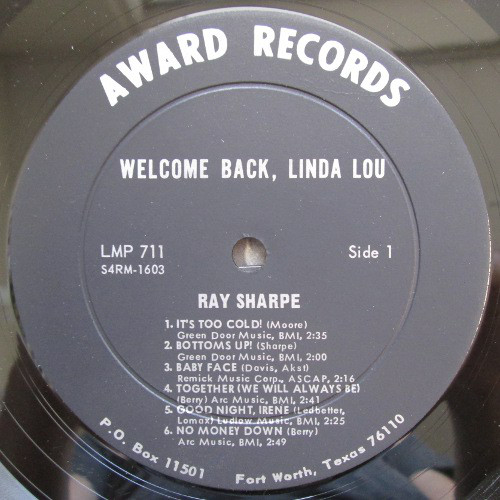 AWARD RECORDS
WELCOME BACK, LINDA LOU
LMP 711
S4RM-1603
Side 1
RAY SHARPE
1. IT'S TOO COLD! (Moore)
Green Door Music, BMI, 2:35
2. BOTTOMS UP! (Sharpe)
Green Door Music, BMI, 2:00
3. BABY FACE (Davis, Akst)
Remick Music Corp., ASCAP, 2:16
4. TOGETHER (WE WILL ALWAYS BE)
(Berry) Arc Music, BMI, 2:41
5. GOOD NIGHT, IRENE (Ledbetter,
Lomax) Ludlow Music, BMI, 2:25
6. NO MONEY DOWN (Berry)
Arc Music, BMI, 2:49
P.O. Box 11501 Fort Worth, Texas 76110